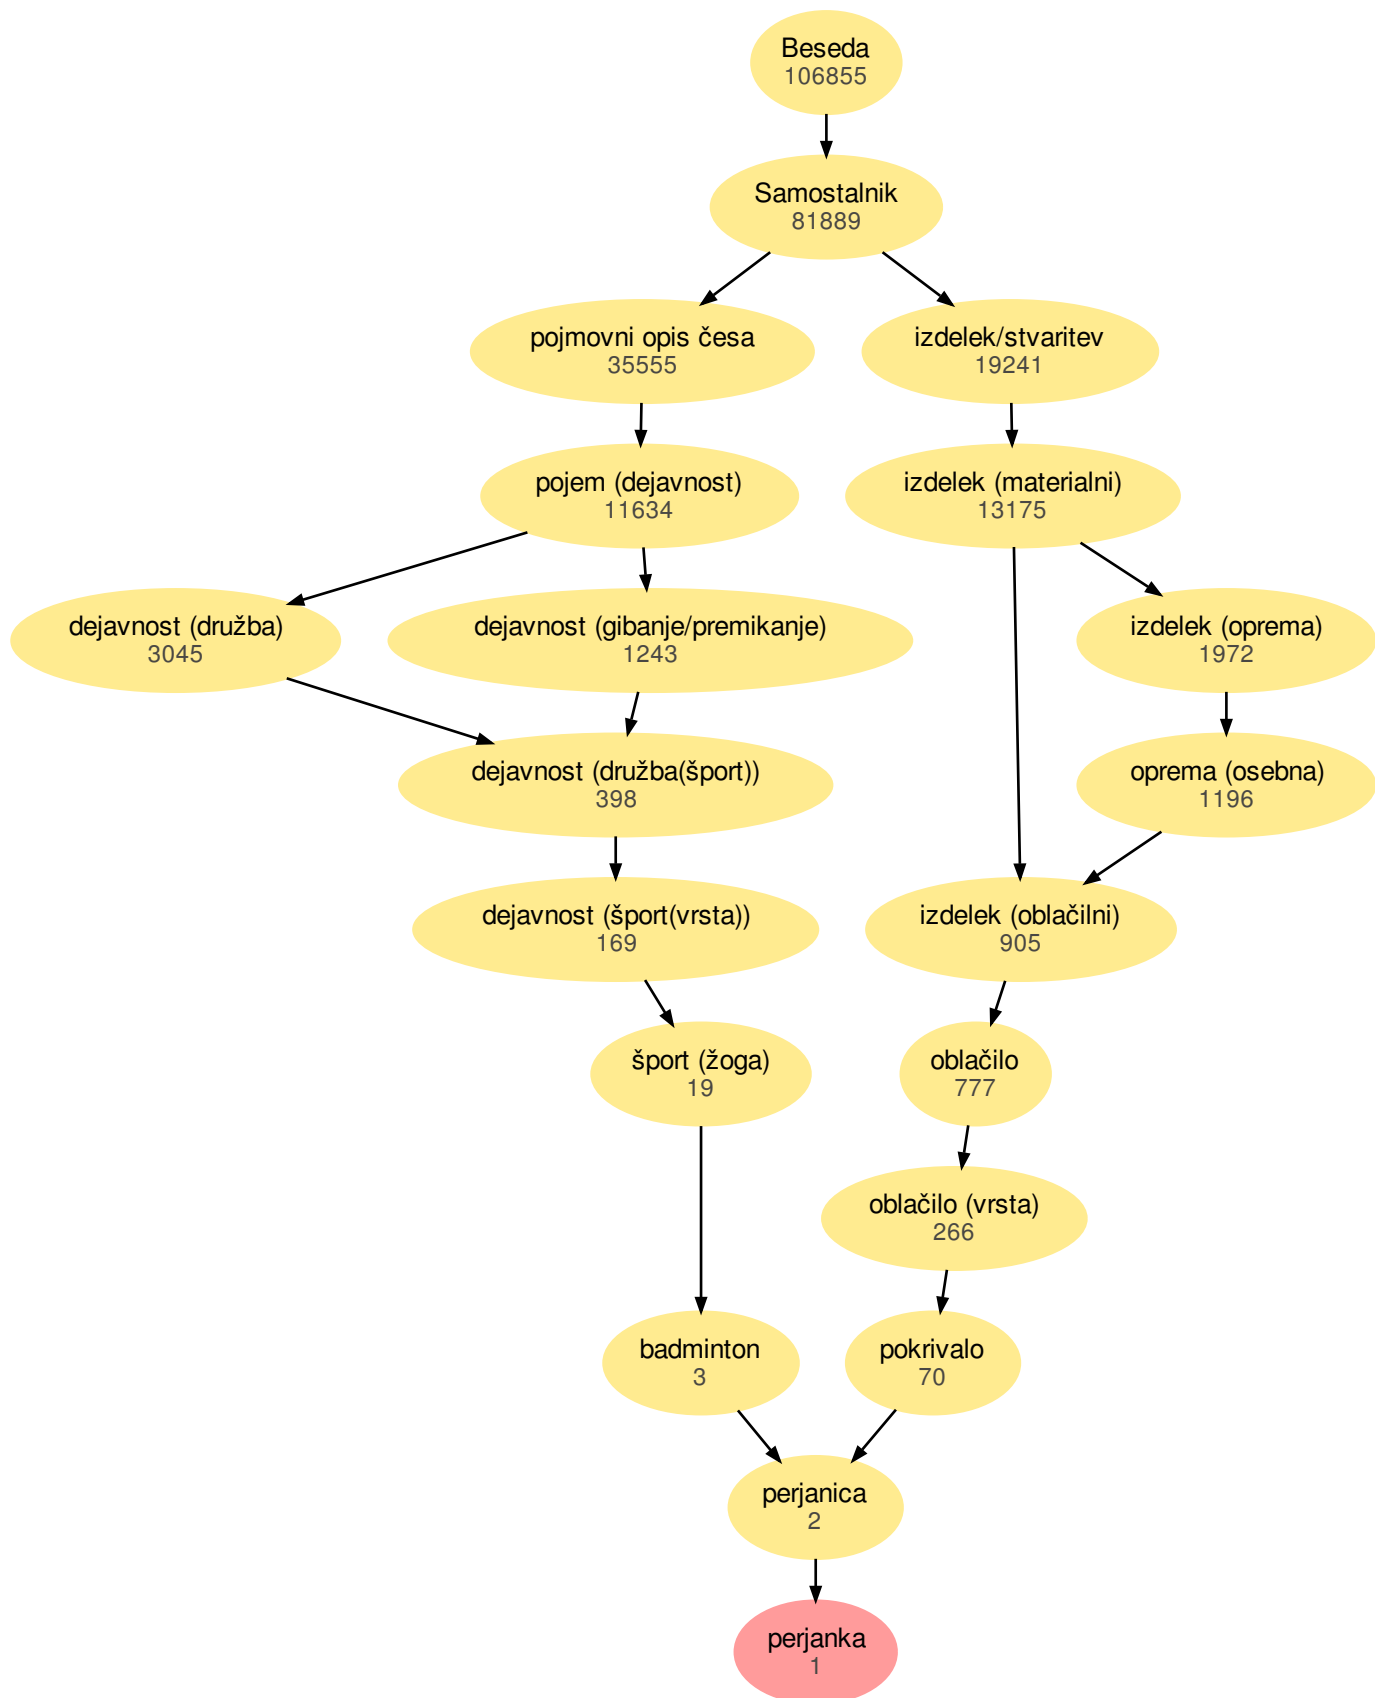 Beseda
106855
Samostalnik
81889
pojmovni opis česa
35555
izdelek/stvaritev
19241
pojem (dejavnost)
11634
izdelek (materialni)
13175
dejavnost (družba)
3045
dejavnost (gibanje/premikanje)
1243
izdelek (oprema)
1972
dejavnost (družba(šport))
398
oprema (osebna)
1196
dejavnost (šport(vrsta))
169
izdelek (oblačilni)
905
šport (žoga)
19
oblačilo
777
oblačilo (vrsta)
266
badminton
3
pokrivalo
70
perjanica
2
perjanka
1